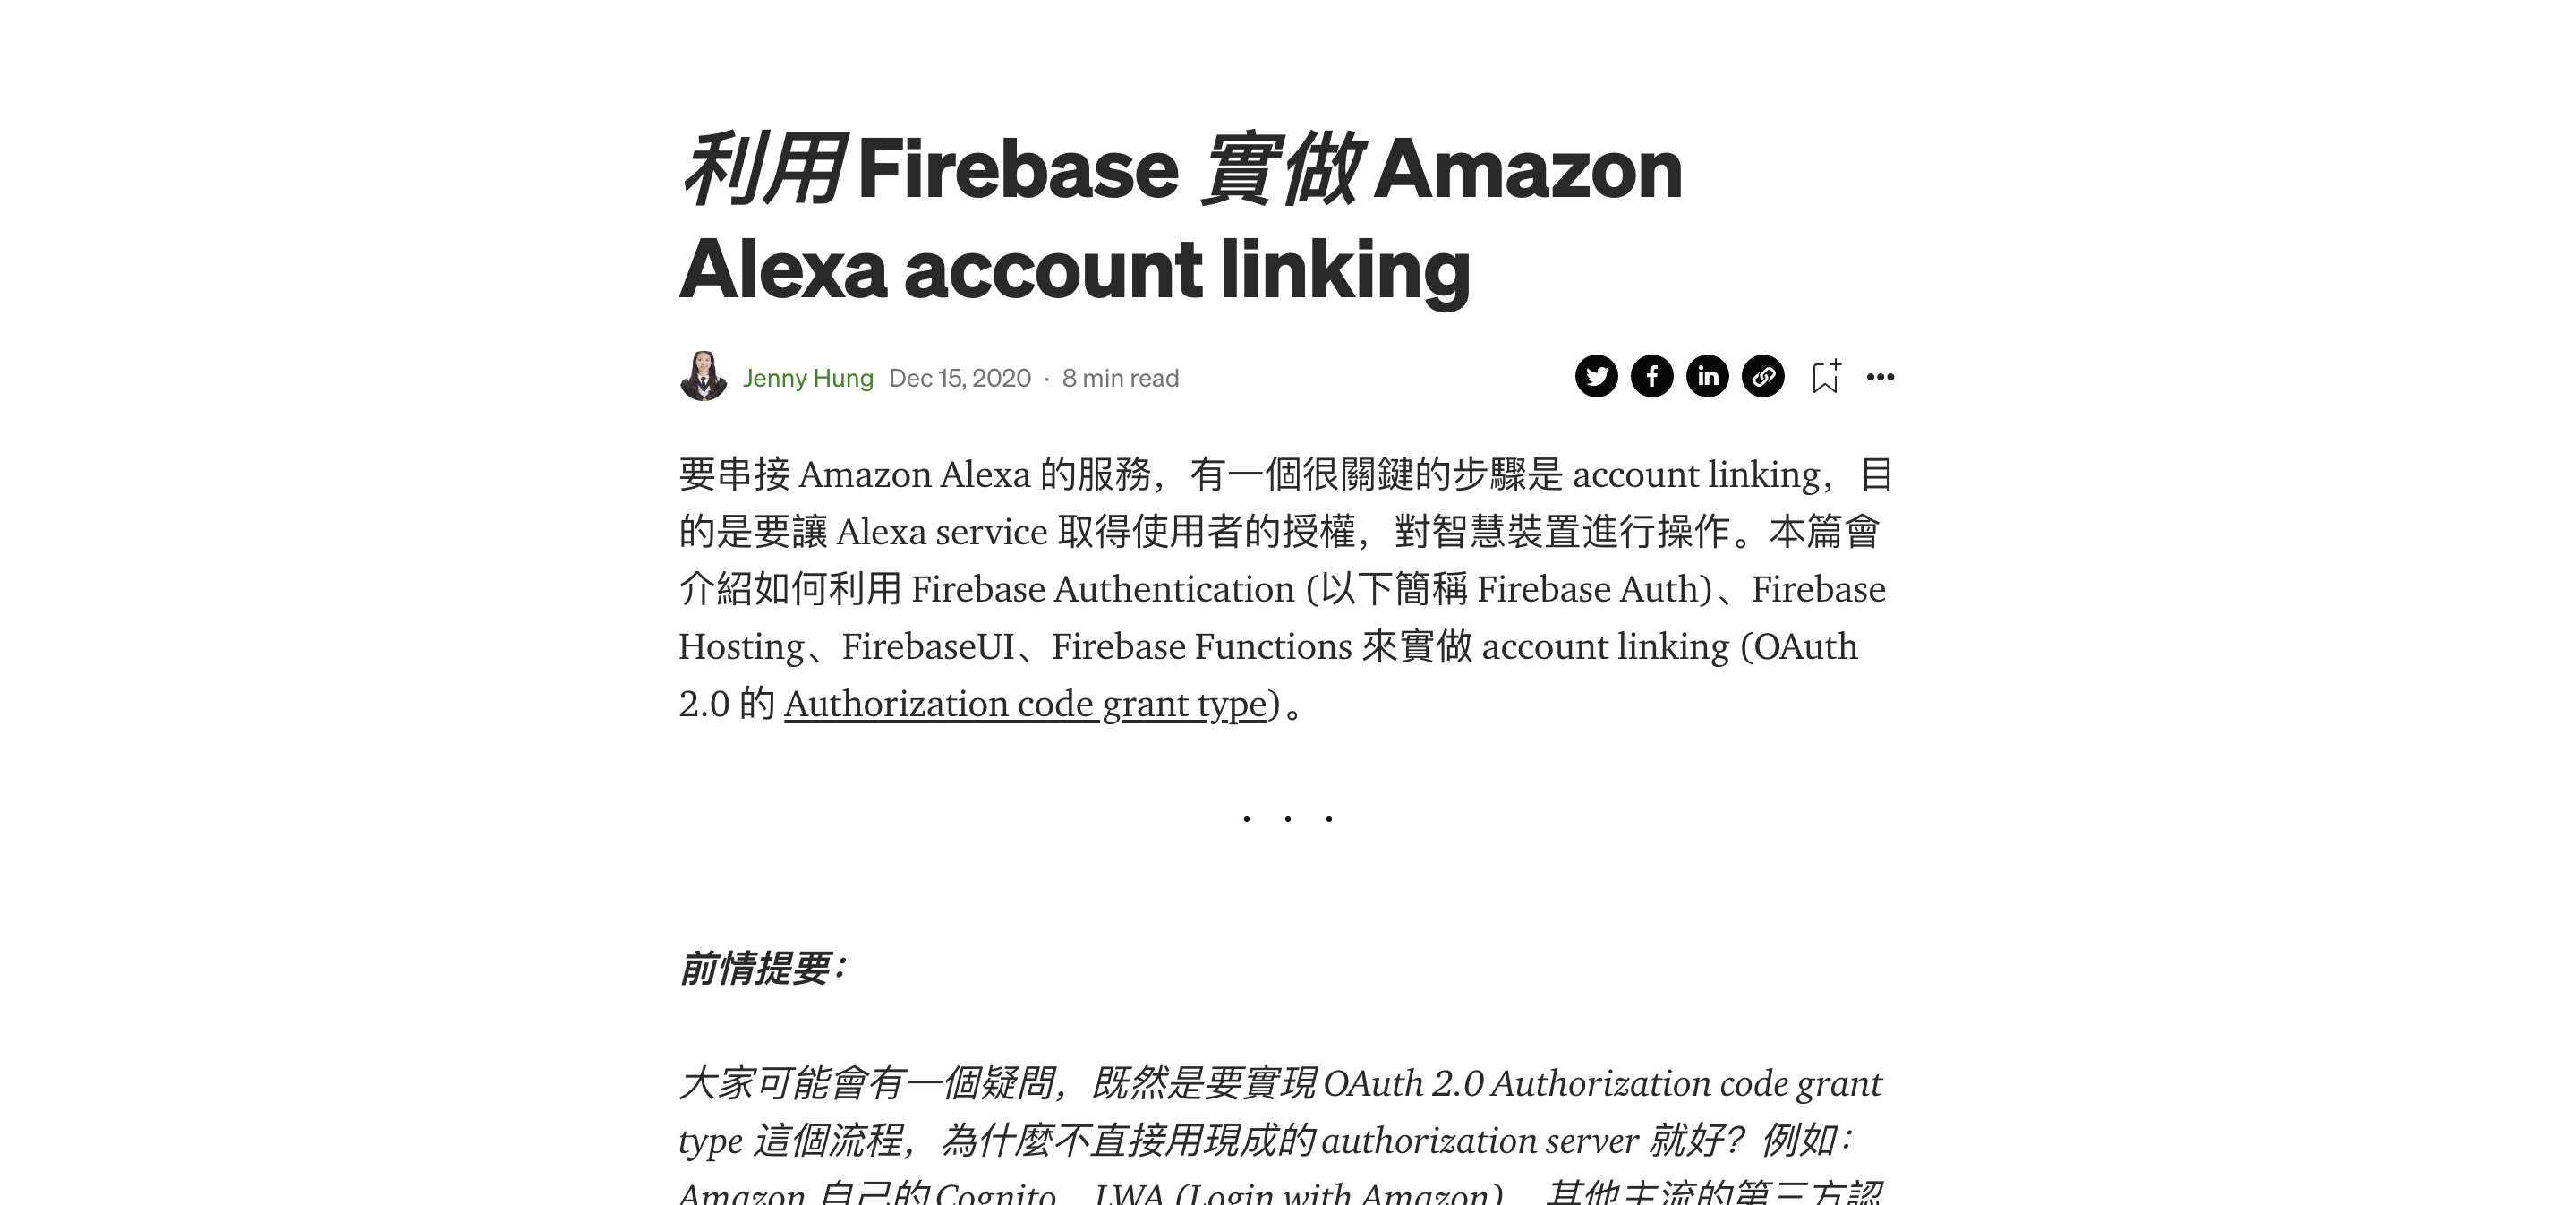 利用 Firebase 實做 Amazon
Alexa account linking
Jenny Hung Dec 15, 2020 · 8 min read
要串接 Amazon Alexa 的服務，有一個很關鍵的步驟是 account linking，目
的是要讓 Alexa service 取得使用者的授權，對智慧裝置進行操作。本篇會
介紹如何利用 Firebase Authentication (以下簡稱 Firebase Auth)、Firebase
Hosting、FirebaseUI、Firebase Functions 來實做 account linking (OAuth
2.0 的 Authorization code grant type)。
. . .
前情提要：
大家可能會有一個疑問，既然是要實現 OAuth 2.0 Authorization code grant
type 這個流程，為什麼不直接用現成的 authorization server 就好？例如：
Amazon 自己的 Cognito、LWA (Login with Amazon)、其他主流的第三方認